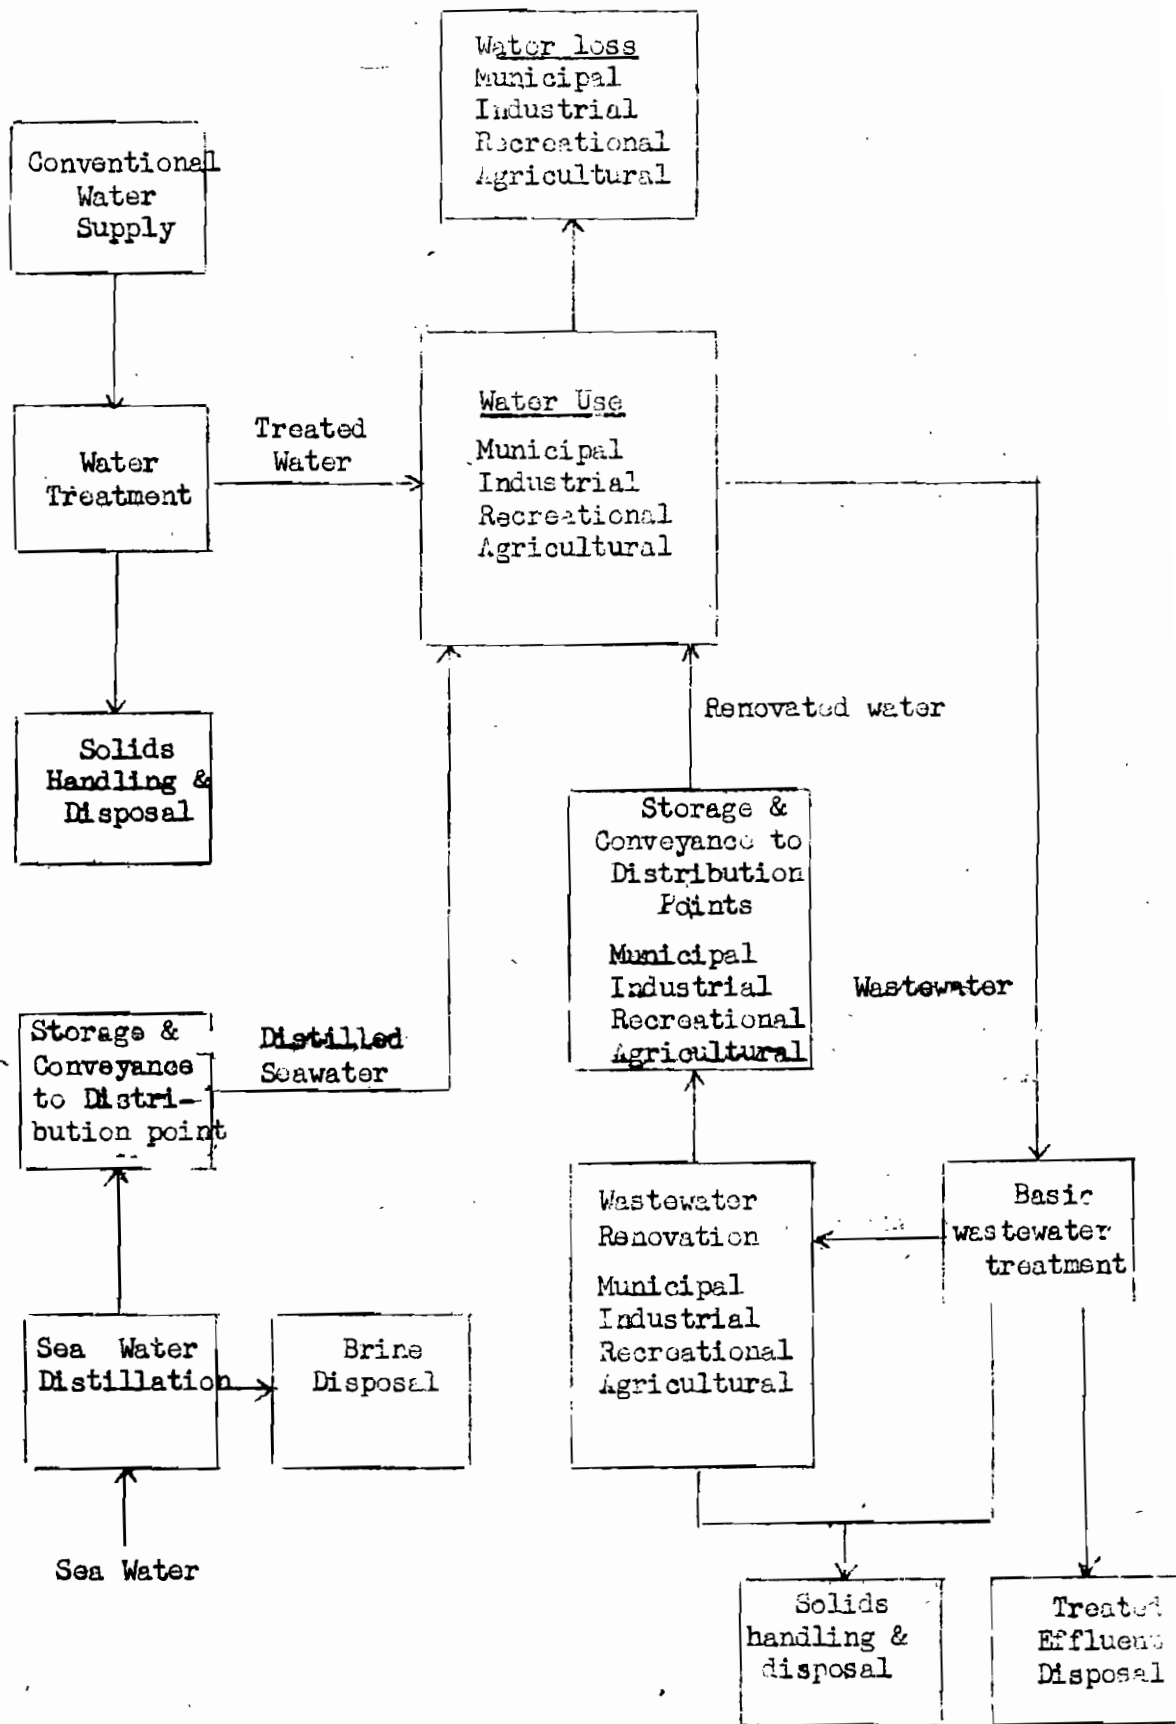 Water loss
Municipal
Industrial
Recreational
Agricultural
Conventional
Water
Supply
Water
Treatment
Treated
Water
Water Use
Municipal
Industrial
Recreational
Agricultural
Solids
Handling &
Disposal
Renovated water
Storage &
Conveyance to
Distribution
Points
Municipal
Industrial
Recreational
Agricultural
Wastewater
Storage &
Conveyance
to Distri-
bution point
Distilled
Seawater
Wastewater
Renovation
Municipal
Industrial
Recreational
Agricultural
Basic
wastewater
treatment
Sea Water
Distillation
Brine
Disposal
Sea Water
Solids
handling &
disposal
Treated
Effluent
Disposal